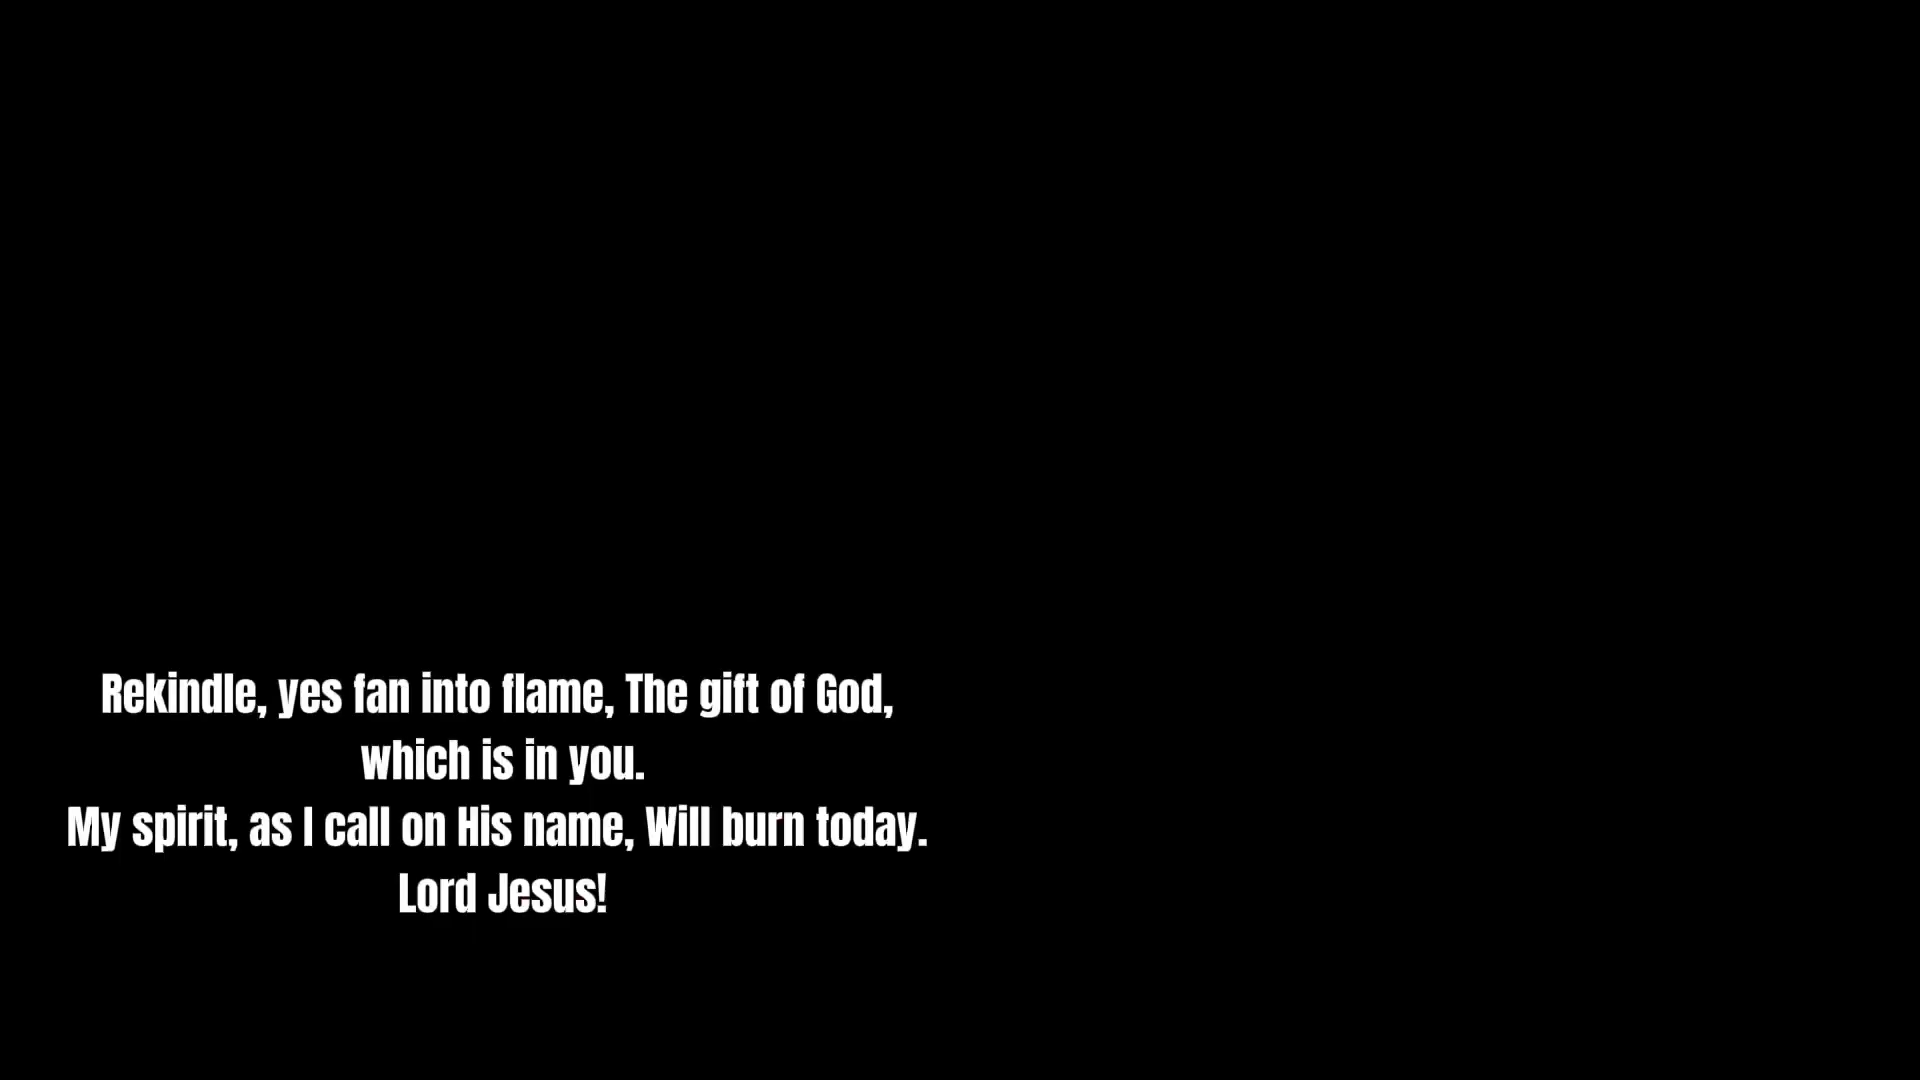 Rekindle, yes fan into flame, The gift of God,
which is in you.
My spirit, as I call on His name, Will burn today.
Lord Jesus!